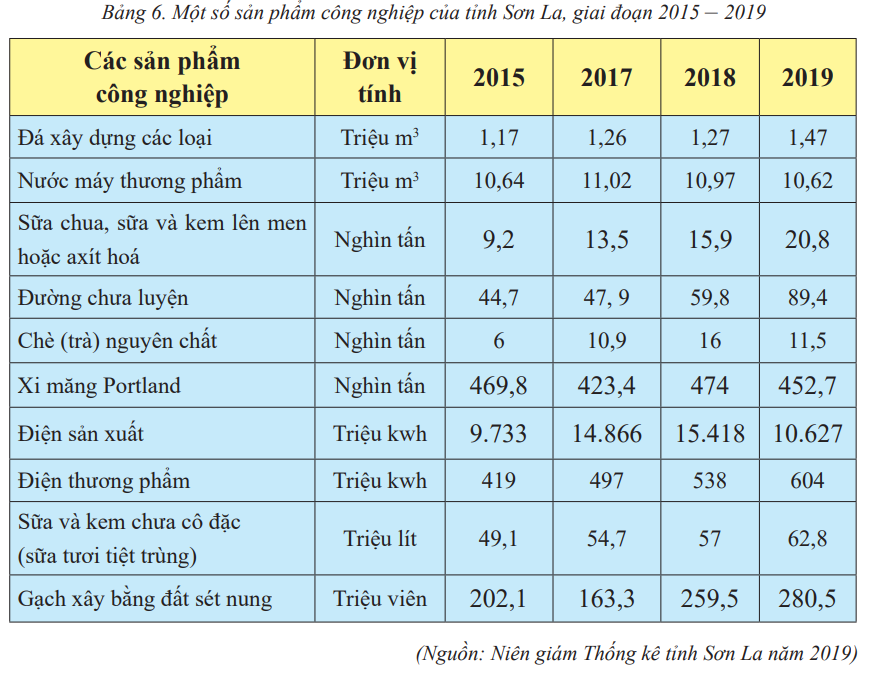 Bảng 6. Một số sản phẩm công nghiệp của tỉnh Sơn La, giai đoạn 2015 – 2019
Các sản phẩm
công nghiệp
Đơn vị
tính
2015
2017
2018
2019
Đá xây dựng các loại Triệu m³ 1,17 1,26 1,27 1,47
Nước máy thương phẩm Triệu m³ 10,64 11,02 10,97 10,62
Sữa chua, sữa và kem lên men
hoặc axít hoá
Nghìn tấn 9,2 13,5 15,9 20,8
Đường chưa luyện Nghìn tấn 44,7 47, 9 59,8 89,4
Chè (trà) nguyên chất Nghìn tấn 6 10,9 16 11,5
Xi măng Portland Nghìn tấn 469,8 423,4 474 452,7
Điện sản xuất Triệu kwh 9.733 14.866 15.418 10.627
Điện thương phẩm Triệu kwh 419 497 538 604
Sữa và kem chưa cô đặc
(sữa tươi tiệt trùng)
Triệu lít 49,1 54,7 57 62,8
Gạch xây bằng đất sét nung Triệu viên 202,1 163,3 259,5 280,5
(Nguồn: Niên giám Thống kê tỉnh Sơn La năm 2019)